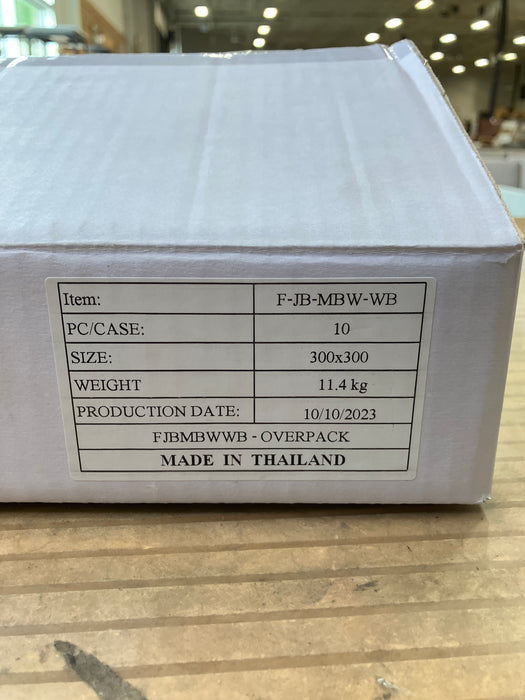 Item: F-JB-MBW-WB
PC/CASE: 10
SIZE: 300x300
WEIGHT 11.4 kg
PRODUCTION DATE: 10/10/2023
FJBMBWWB - OVERPACK
MADE IN THAILAND